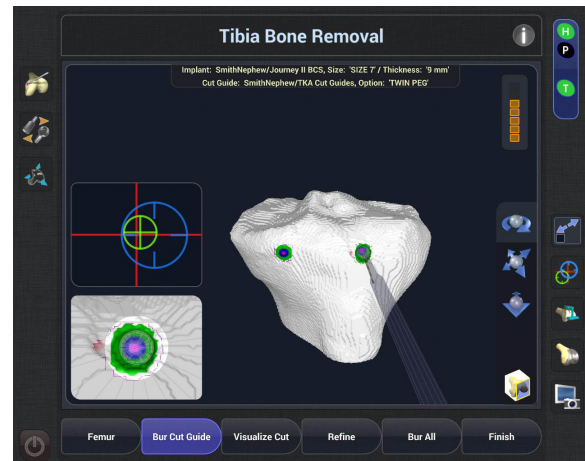 Tibia Bone Removal
i
H
P
T
Implant: SmithNephew/Journey II BCS, Size: 'SIZE 7' / Thickness: '9 mm'
Cut Guide: SmithNephew/TKA Cut Guides, Option: 'TWIN PEG'
Femur
Bur Cut Guide
Visualize Cut
Refine
Bur All
Finish